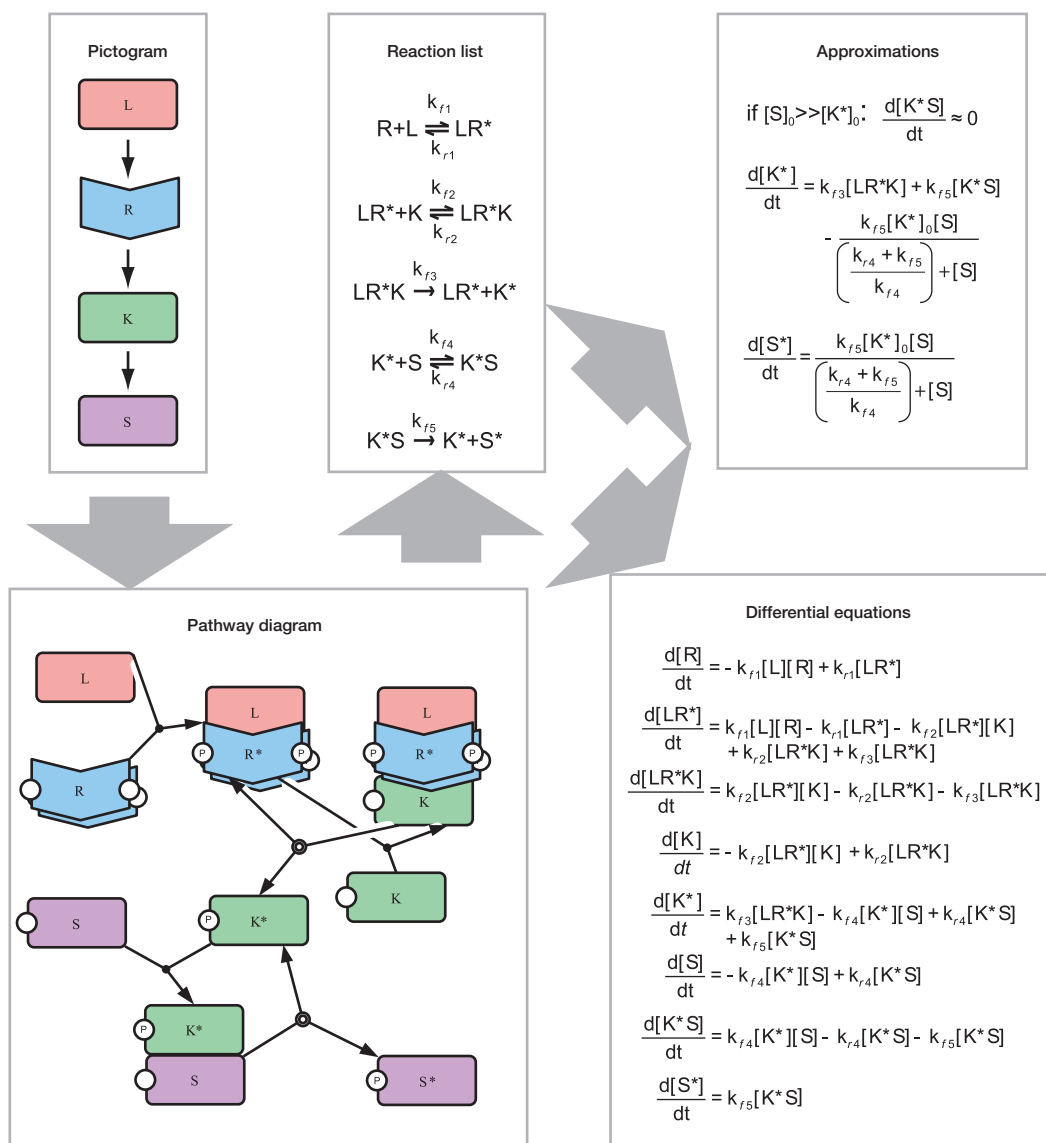 Pictogram
L
R
K
S
Reaction list
k_f1
R+L ⇌ LR*
k_r1
k_f2
LR*+K ⇌ LR*K
k_r2
k_f3
LR*K → LR*+K*
k_f4
K*+S ⇌ K*S
k_r4
k_f5
K*S → K*+S*
Approximations
if [S]₀>>[K*]₀: d[K*S]/dt ≈ 0
d[K*]/dt = k_f3[LR*K] + k_f5[K*S]
- k_f5[K*]₀[S] / (((k_r4 + k_f5)/k_f4) + [S])
d[S*]/dt = k_f5[K*]₀[S] / (((k_r4 + k_f5)/k_f4) + [S])
Pathway diagram
L
L
L
P
R*
P
P
R*
P
R
K
K
S
P
K*
P
K*
S
P
S*
Differential equations
d[R]/dt = - k_f1[L][R] + k_r1[LR*]
d[LR*]/dt = k_f1[L][R] - k_r1[LR*] - k_f2[LR*][K]
+ k_r2[LR*K] + k_f3[LR*K]
d[LR*K]/dt = k_f2[LR*][K] - k_r2[LR*K] - k_f3[LR*K]
d[K]/dt = - k_f2[LR*][K] + k_r2[LR*K]
d[K*]/dt = k_f3[LR*K] - k_f4[K*][S] + k_r4[K*S]
+ k_f5[K*S]
d[S]/dt = - k_f4[K*][S] + k_r4[K*S]
d[K*S]/dt = k_f4[K*][S] - k_r4[K*S] - k_f5[K*S]
d[S*]/dt = k_f5[K*S]